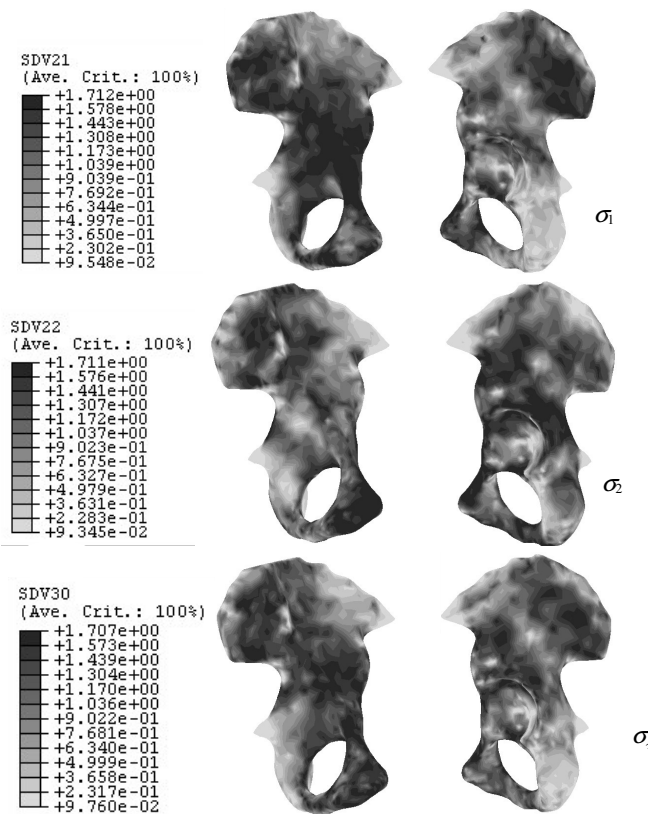 SDV21
(Ave. Crit.: 100%)
+1.712e+00
+1.578e+00
+1.443e+00
+1.308e+00
+1.173e+00
+1.039e+00
+9.039e-01
+7.692e-01
+6.344e-01
+4.997e-01
+3.650e-01
+2.302e-01
+9.548e-02
σ₁
SDV22
(Ave. Crit.: 100%)
+1.711e+00
+1.576e+00
+1.441e+00
+1.307e+00
+1.172e+00
+1.037e+00
+9.023e-01
+7.675e-01
+6.327e-01
+4.979e-01
+3.631e-01
+2.283e-01
+9.345e-02
σ₂
SDV30
(Ave. Crit.: 100%)
+1.707e+00
+1.573e+00
+1.439e+00
+1.304e+00
+1.170e+00
+1.036e+00
+9.022e-01
+7.681e-01
+6.340e-01
+4.999e-01
+3.658e-01
+2.317e-01
+9.760e-02
σ